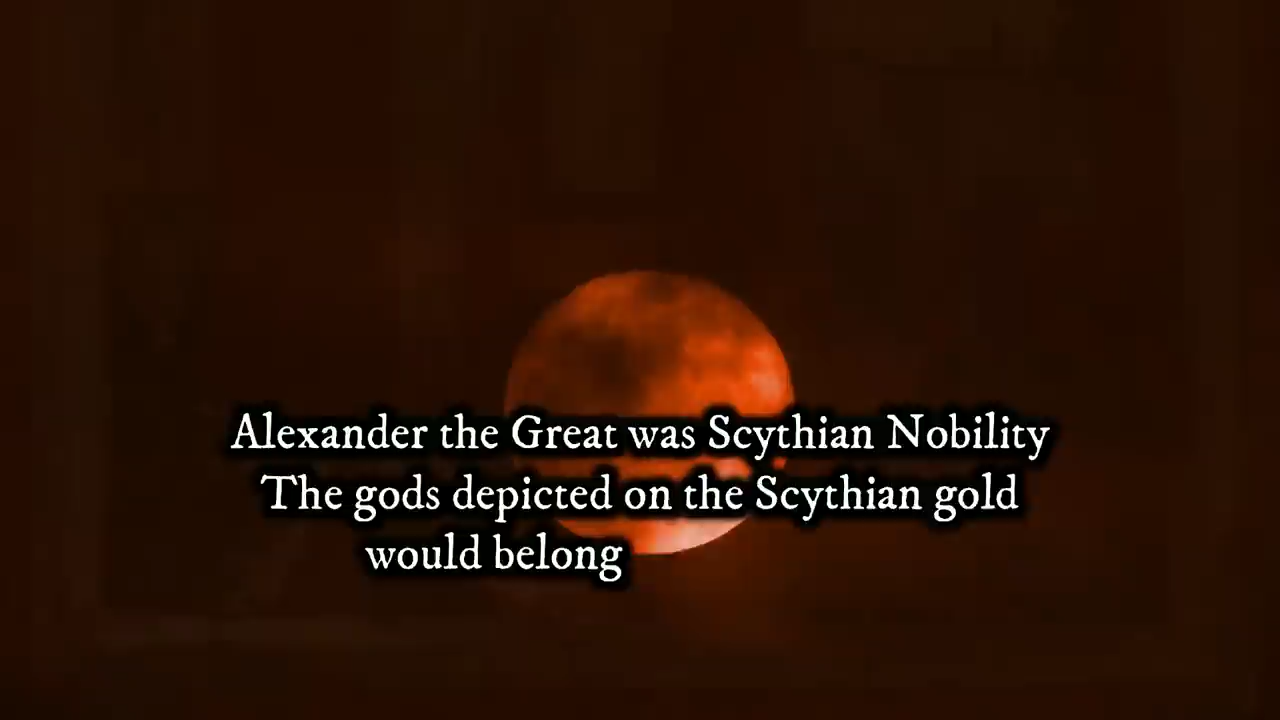 Alexander the Great was Scythian Nobility
The gods depicted on the Scythian gold
would belong